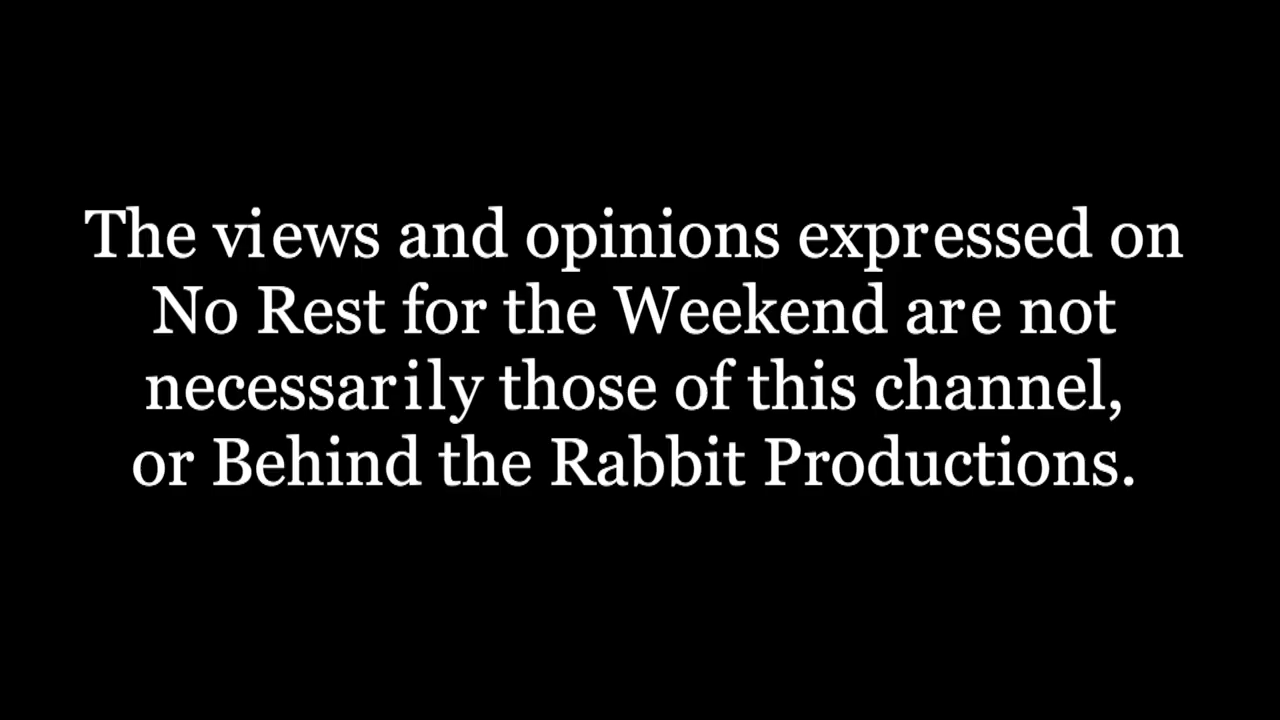 The views and opinions expressed on
No Rest for the Weekend are not
necessarily those of this channel,
or Behind the Rabbit Productions.